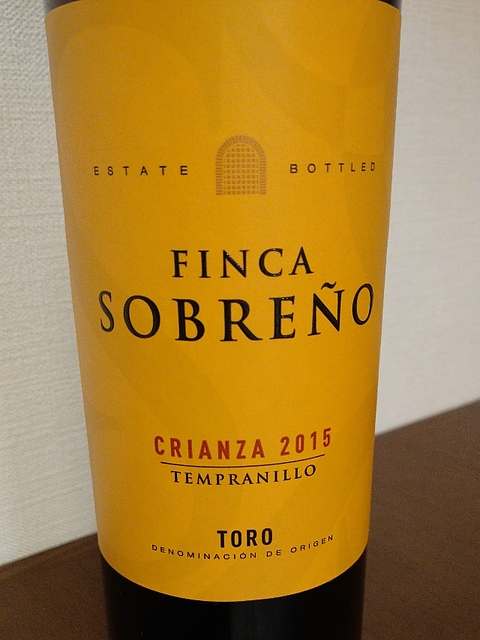 ESTATE BOTTLED
FINCA
SOBREÑO
CRIANZA 2015
TEMPRANILLO
TORO
DENOMINACIÓN DE ORIGEN